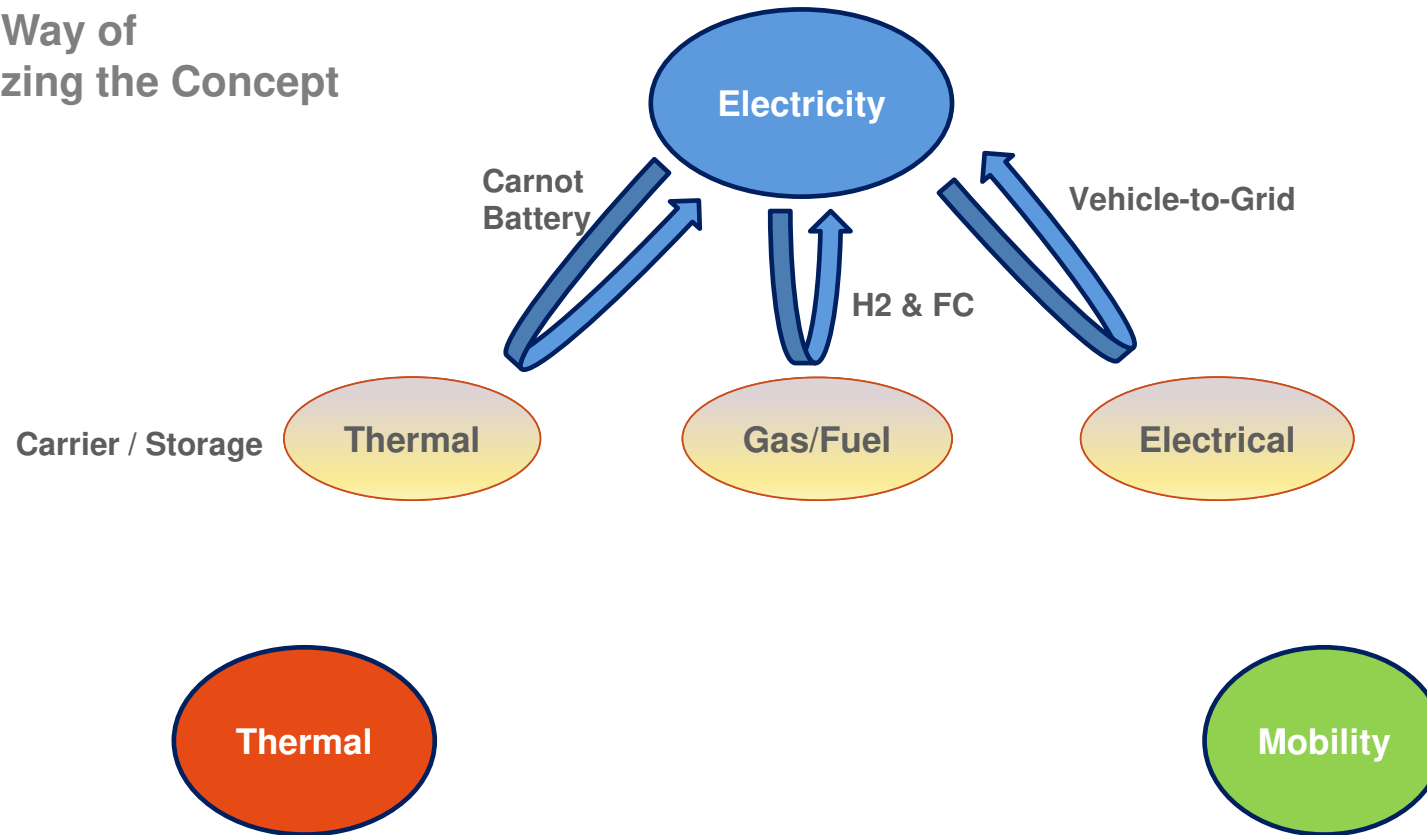 Way of
zing the Concept
Electricity
Carnot
Battery
Vehicle-to-Grid
H2 & FC
Carrier / Storage
Thermal
Gas/Fuel
Electrical
Thermal
Mobility